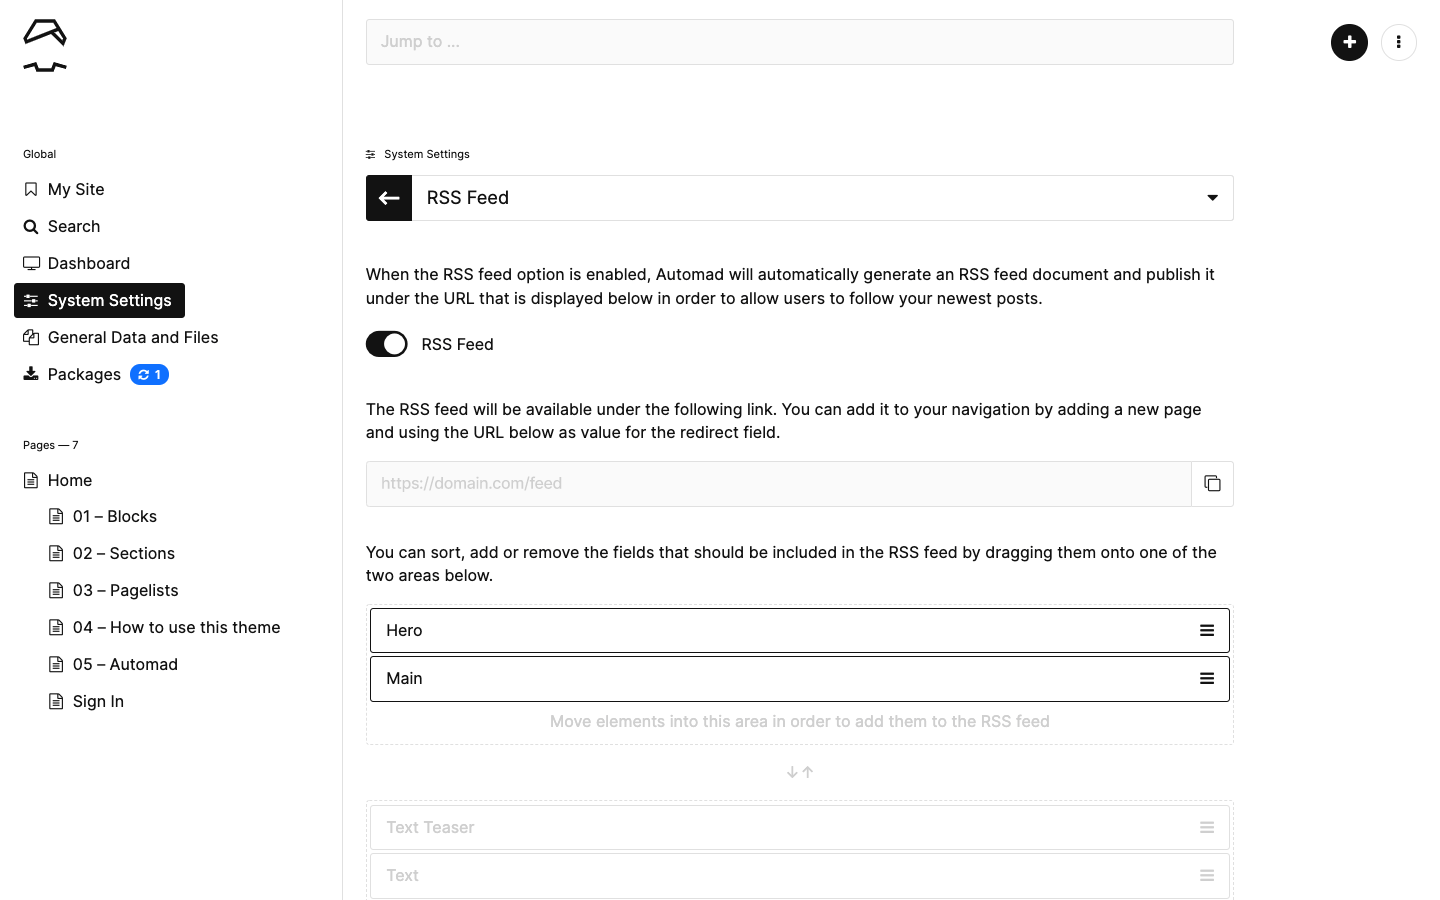 Jump to ...
Global
My Site
Search
Dashboard
System Settings
General Data and Files
Packages 1
Pages — 7
Home
01 – Blocks
02 – Sections
03 – Pagelists
04 – How to use this theme
05 – Automad
Sign In
System Settings
RSS Feed
When the RSS feed option is enabled, Automad will automatically generate an RSS feed document and publish it
under the URL that is displayed below in order to allow users to follow your newest posts.
RSS Feed
The RSS feed will be available under the following link. You can add it to your navigation by adding a new page
and using the URL below as value for the redirect field.
https://domain.com/feed
You can sort, add or remove the fields that should be included in the RSS feed by dragging them onto one of the
two areas below.
Hero
Main
Move elements into this area in order to add them to the RSS feed
Text Teaser
Text